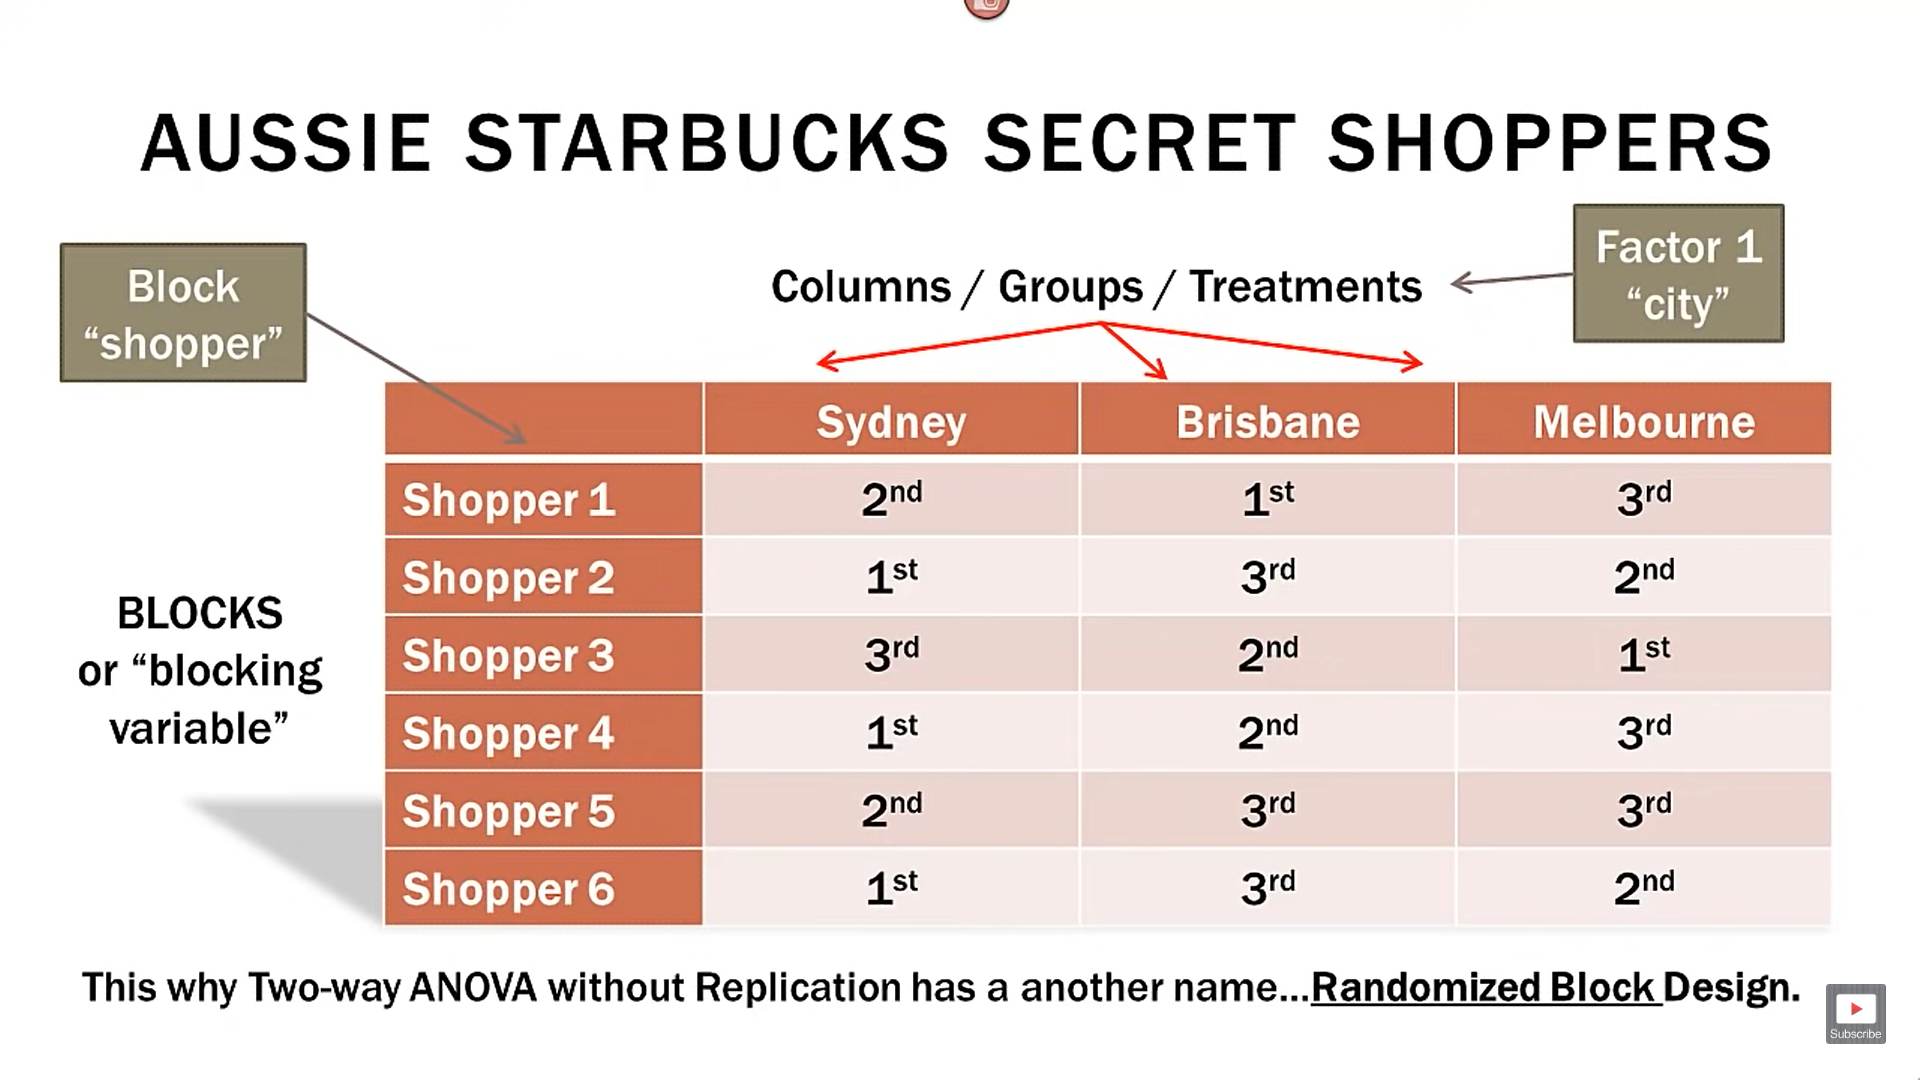 AUSSIE STARBUCKS SECRET SHOPPERS
Block
“shopper”
Columns / Groups / Treatments
Factor 1
“city”
Sydney Brisbane Melbourne
Shopper 1 2nd 1st 3rd
Shopper 2 1st 3rd 2nd
Shopper 3 3rd 2nd 1st
Shopper 4 1st 2nd 3rd
Shopper 5 2nd 3rd 3rd
Shopper 6 1st 3rd 2nd
BLOCKS
or “blocking
variable”
This why Two-way ANOVA without Replication has a another name...Randomized Block Design.
Subscribe